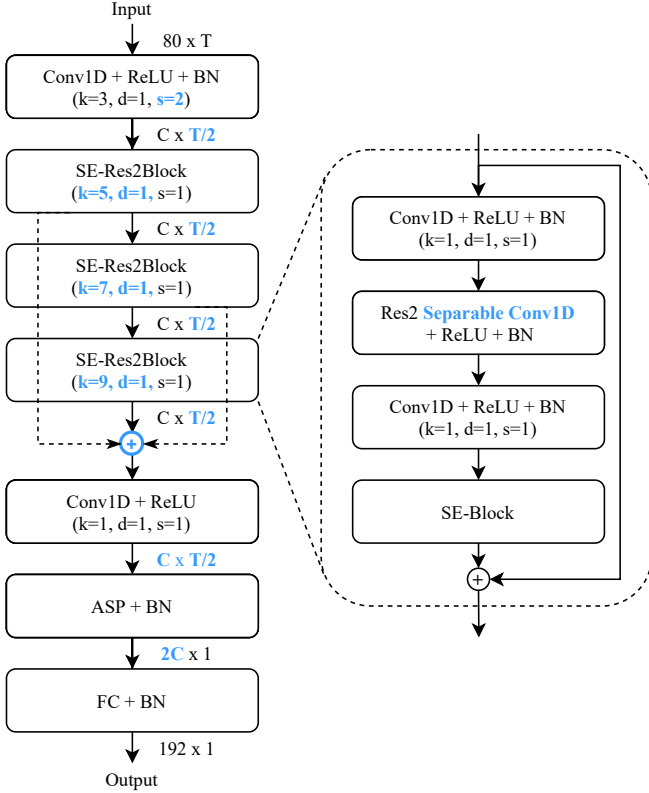 Input
80 x T
Conv1D + ReLU + BN
(k=3, d=1, s=2)
C x T/2
SE-Res2Block
(k=5, d=1, s=1)
C x T/2
SE-Res2Block
(k=7, d=1, s=1)
C x T/2
SE-Res2Block
(k=9, d=1, s=1)
C x T/2
+
Conv1D + ReLU
(k=1, d=1, s=1)
C x T/2
ASP + BN
2C x 1
FC + BN
192 x 1
Output
Conv1D + ReLU + BN
(k=1, d=1, s=1)
Res2 Separable Conv1D
+ ReLU + BN
Conv1D + ReLU + BN
(k=1, d=1, s=1)
SE-Block
+